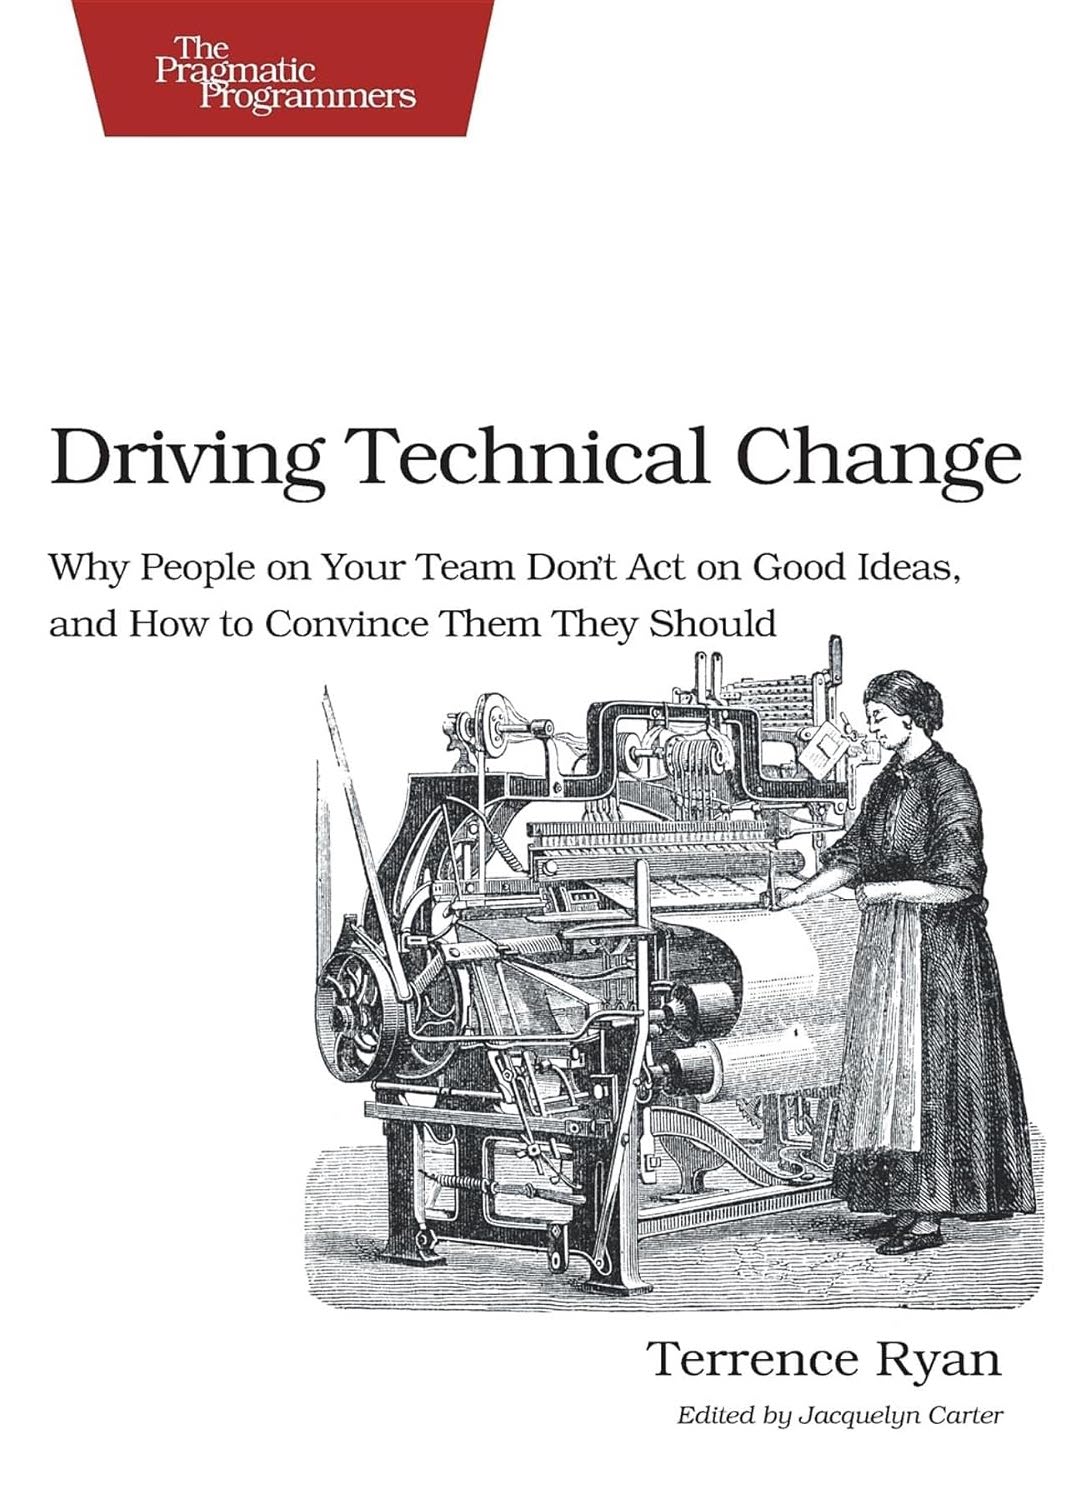 The
Pragmatic
Programmers
Driving Technical Change
Why People on Your Team Don't Act on Good Ideas,
and How to Convince Them They Should
Terrence Ryan
Edited by Jacquelyn Carter